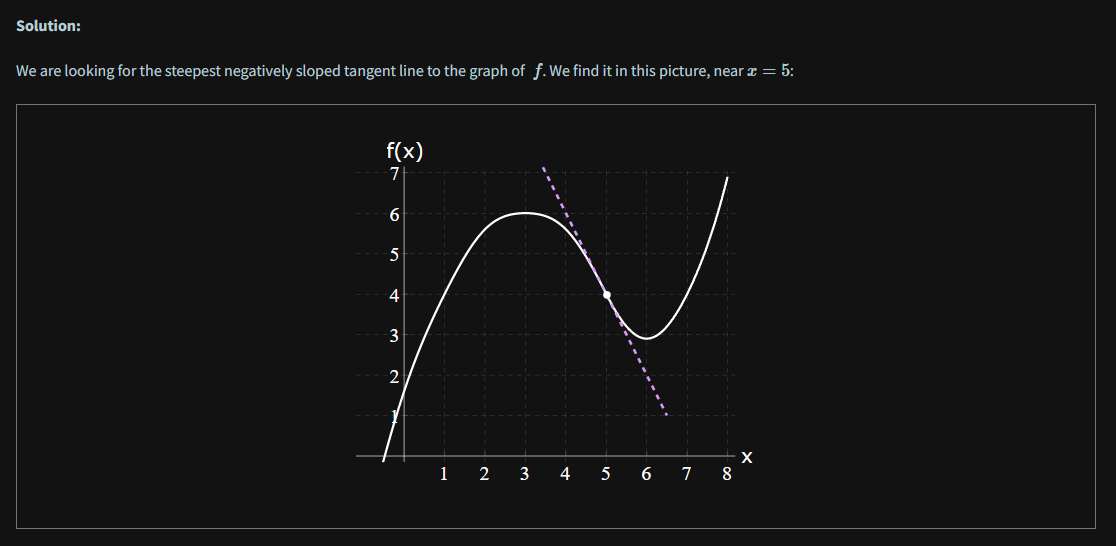 Solution:
We are looking for the steepest negatively sloped tangent line to the graph of f. We find it in this picture, near x = 5:
f(x)
7
6
5
4
3
2
1
x
1 2 3 4 5 6 7 8